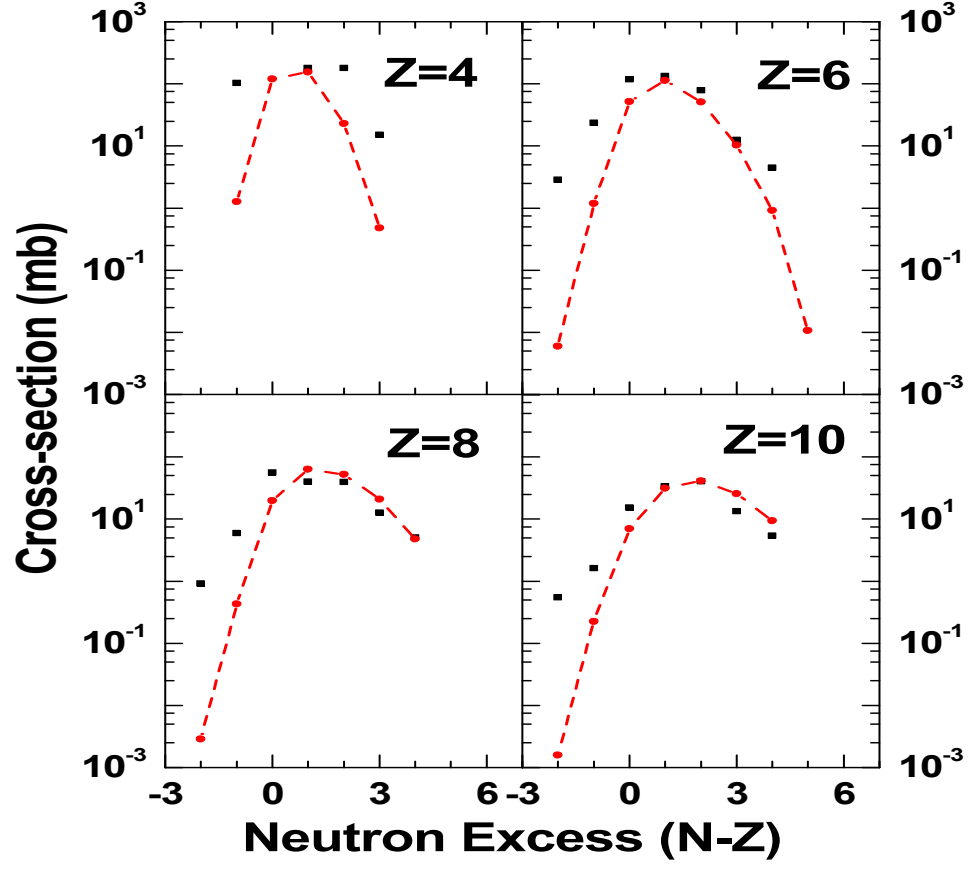 10³ 10³
Z=4 Z=6
10¹ 10¹
10⁻¹ 10⁻¹
10⁻³ 10⁻³
Z=8 Z=10
10¹ 10¹
10⁻¹ 10⁻¹
10⁻³ 10⁻³
-3 0 3 6 -3 0 3 6
Cross-section (mb)
Neutron Excess (N-Z)